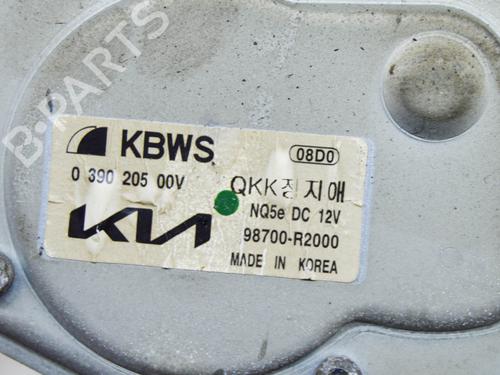 B-PARTS
KBWS
08D0
0 390 205 00V
QKK정지애
KIA
NQ5e DC 12V
98700-R2000
MADE IN KOREA